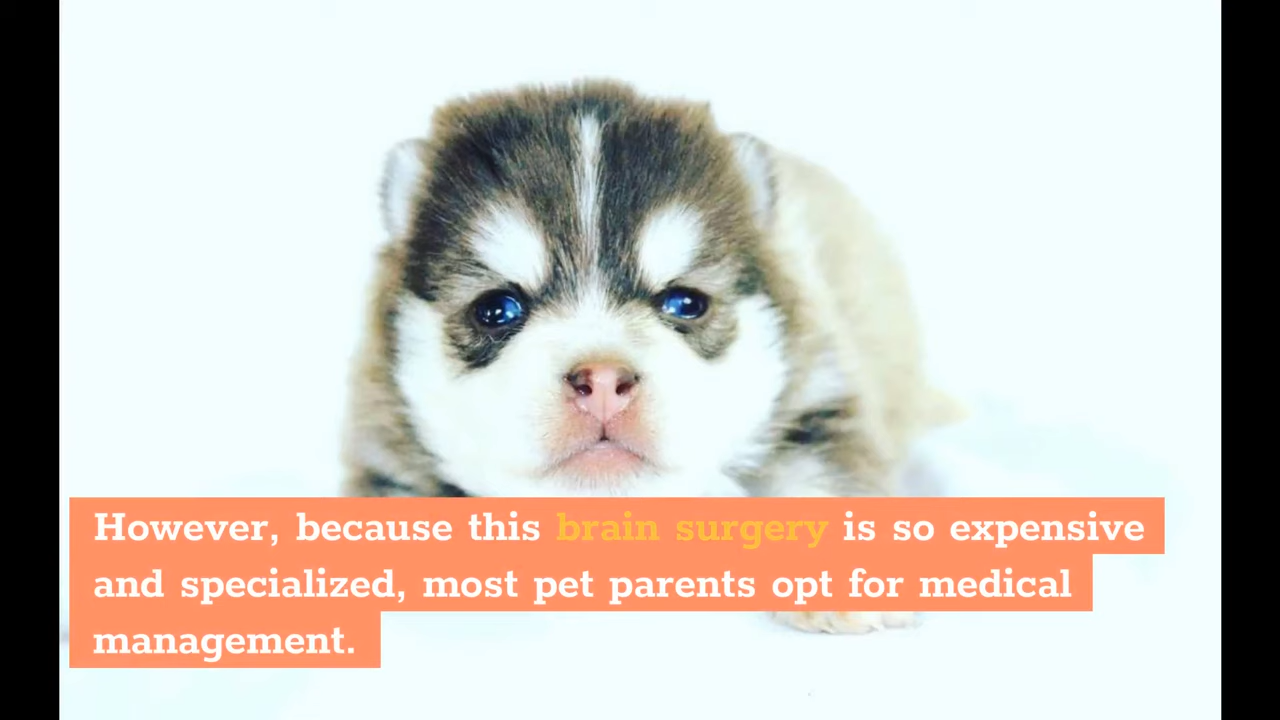 However, because this brain surgery is so expensive
and specialized, most pet parents opt for medical
management.